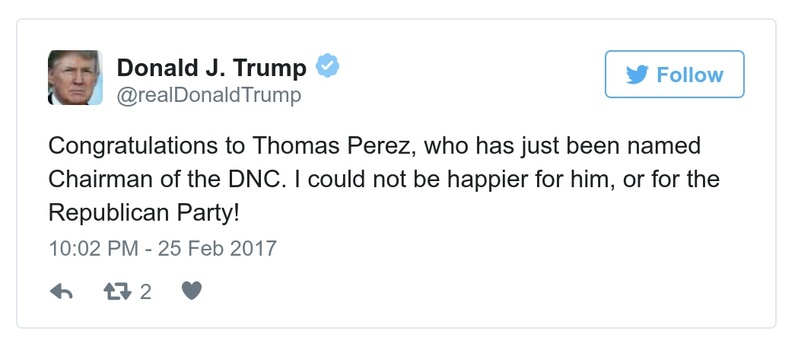 Donald J. Trump
@realDonaldTrump
Follow
Congratulations to Thomas Perez, who has just been named
Chairman of the DNC. I could not be happier for him, or for the
Republican Party!
10:02 PM - 25 Feb 2017
2